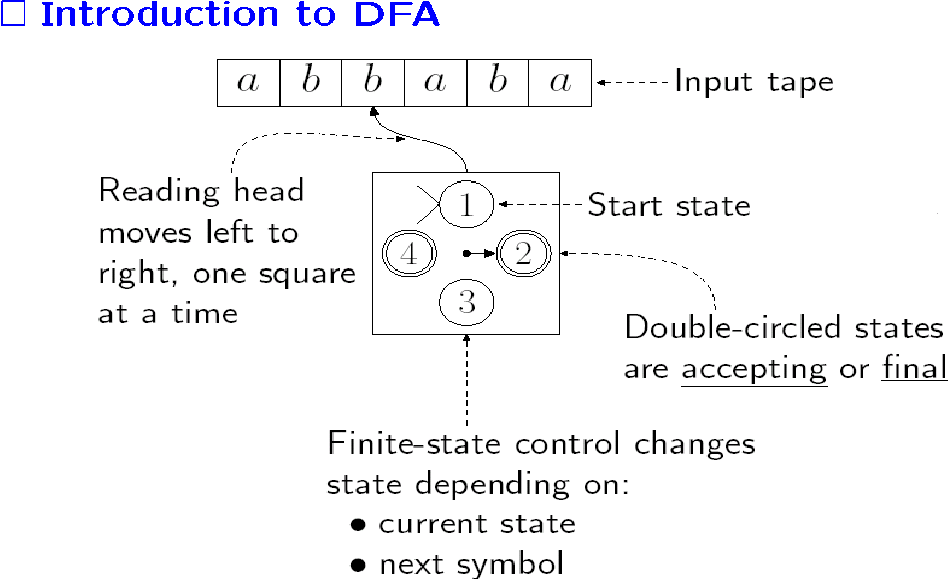 □ Introduction to DFA
a b b a b a
Input tape
Reading head
moves left to
right, one square
at a time
1
Start state
4 2
3
Double-circled states
are accepting or final
Finite-state control changes
state depending on:
• current state
• next symbol